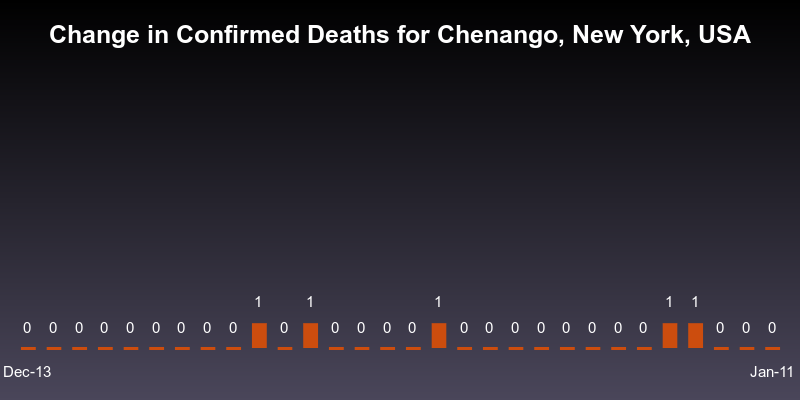 Change in Confirmed Deaths for Chenango, New York, USA
1 1 1 1 1
0 0 0 0 0 0 0 0 0 0 0 0 0 0 0 0 0 0 0 0 0 0 0 0 0
Dec-13 Jan-11